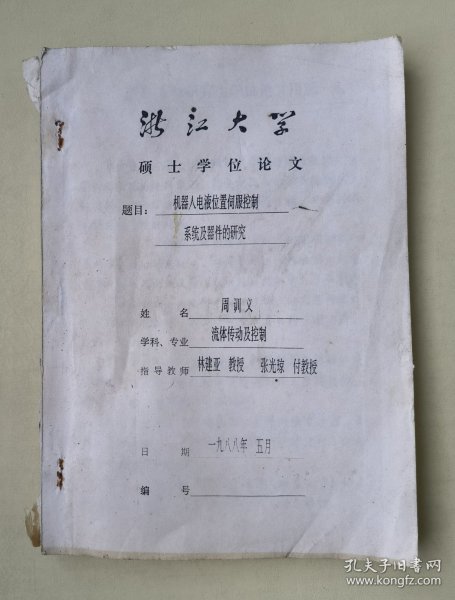 浙江大学
硕士学位论文
题目: 机器人电液位置伺服控制
系统及器件的研究
姓名 周训文
学科、专业 流体传动及控制
指导教师 林建亚 教授 张光琼 付教授
日期 一九八八年 五月
编号
孔夫子旧书网
www.kongfz.com